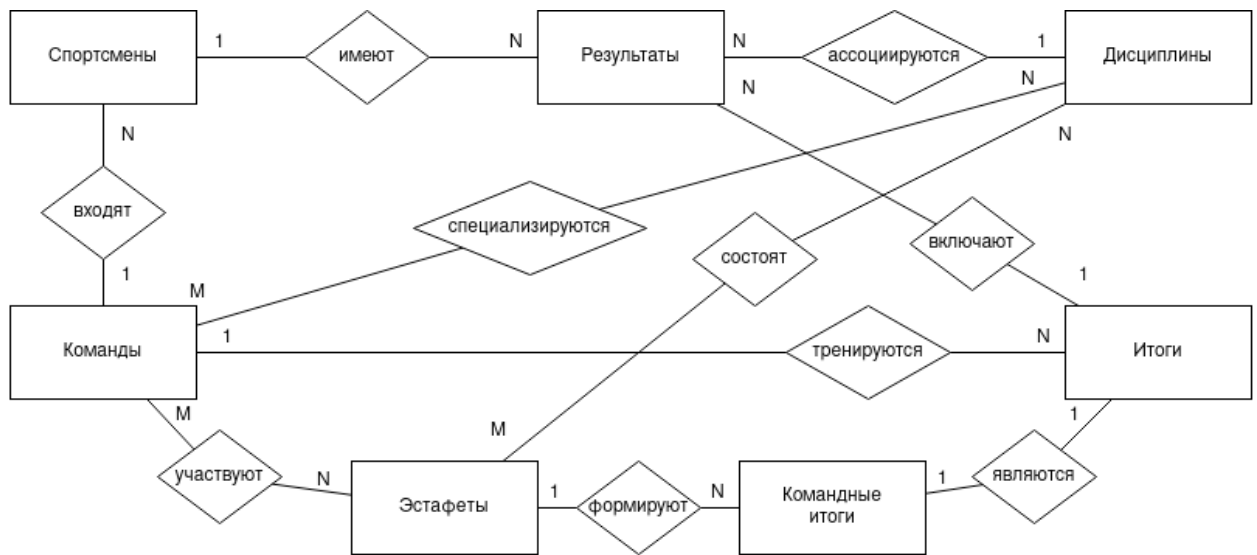 Спортсмены
1
имеют
N
Результаты
N
ассоциируются
1
Дисциплины
N
N
N
N
входят
специализируются
состоят
включают
1
M
1
Команды
1
тренируются
N
Итоги
M
M
1
участвуют
N
Эстафеты
1
формируют
N
Командные
итоги
1
являются